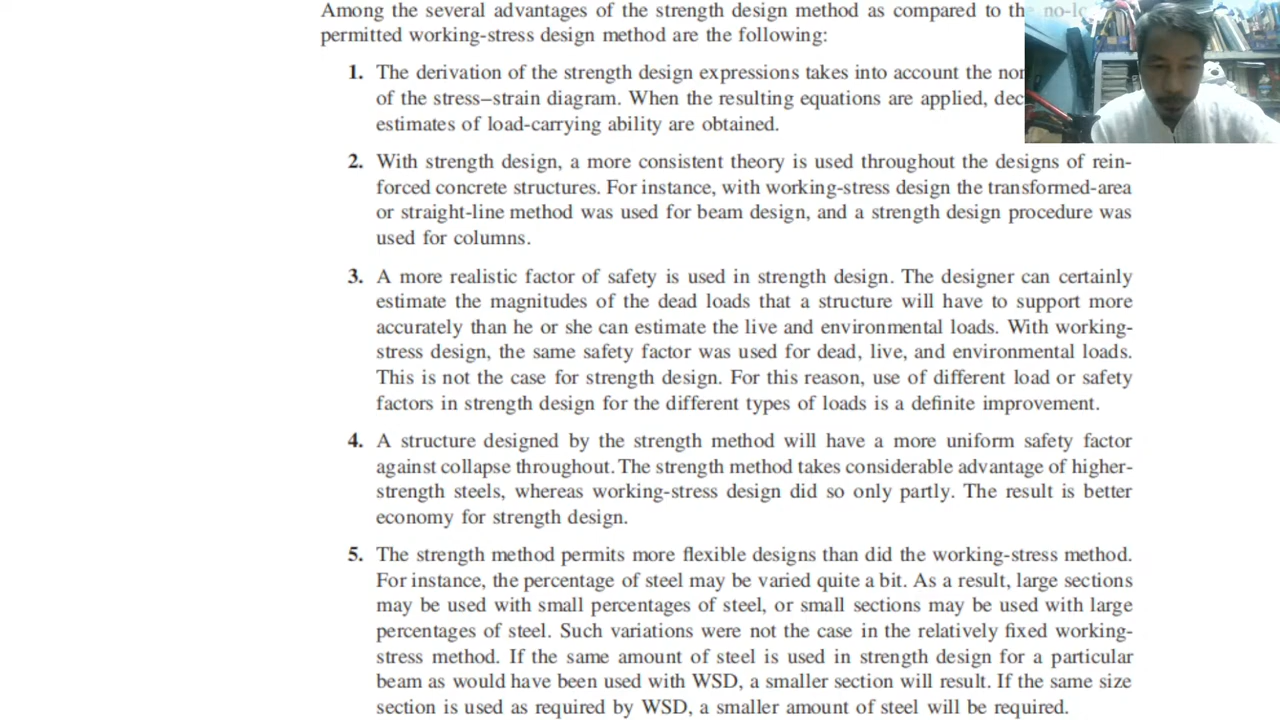 Among the several advantages of the strength design method as compared to the no-lo
permitted working-stress design method are the following:
1. The derivation of the strength design expressions takes into account the non
of the stress–strain diagram. When the resulting equations are applied, dec
estimates of load-carrying ability are obtained.
2. With strength design, a more consistent theory is used throughout the designs of rein-
forced concrete structures. For instance, with working-stress design the transformed-area
or straight-line method was used for beam design, and a strength design procedure was
used for columns.
3. A more realistic factor of safety is used in strength design. The designer can certainly
estimate the magnitudes of the dead loads that a structure will have to support more
accurately than he or she can estimate the live and environmental loads. With working-
stress design, the same safety factor was used for dead, live, and environmental loads.
This is not the case for strength design. For this reason, use of different load or safety
factors in strength design for the different types of loads is a definite improvement.
4. A structure designed by the strength method will have a more uniform safety factor
against collapse throughout. The strength method takes considerable advantage of higher-
strength steels, whereas working-stress design did so only partly. The result is better
economy for strength design.
5. The strength method permits more flexible designs than did the working-stress method.
For instance, the percentage of steel may be varied quite a bit. As a result, large sections
may be used with small percentages of steel, or small sections may be used with large
percentages of steel. Such variations were not the case in the relatively fixed working-
stress method. If the same amount of steel is used in strength design for a particular
beam as would have been used with WSD, a smaller section will result. If the same size
section is used as required by WSD, a smaller amount of steel will be required.